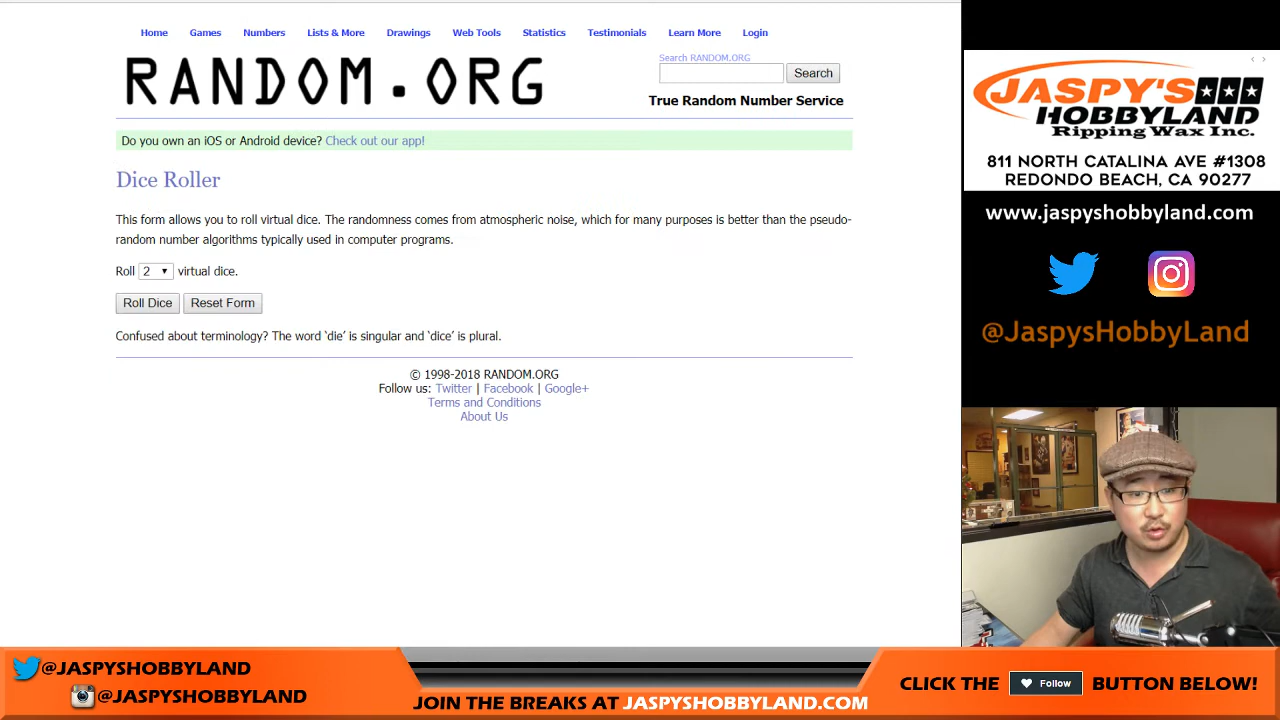 Home Games Numbers Lists & More Drawings Web Tools Statistics Testimonials Learn More Login
RANDOM.ORG
Search RANDOM.ORG
Search
True Random Number Service
Do you own an iOS or Android device? Check out our app!
Dice Roller
This form allows you to roll virtual dice. The randomness comes from atmospheric noise, which for many purposes is better than the pseudo-
random number algorithms typically used in computer programs.
Roll 2 virtual dice.
Roll Dice Reset Form
Confused about terminology? The word ‘die’ is singular and ‘dice’ is plural.
© 1998-2018 RANDOM.ORG
Follow us: Twitter | Facebook | Google+
Terms and Conditions
About Us
JASPY'S
HOBBYLAND
Ripping Wax Inc.
811 NORTH CATALINA AVE #1308
REDONDO BEACH, CA 90277
www.jaspyshobbyland.com
@JaspysHobbyLand
@JASPYSHOBBYLAND
@JASPYSHOBBYLAND
JOIN THE BREAKS AT JASPYSHOBBYLAND.COM
CLICK THE Follow BUTTON BELOW!